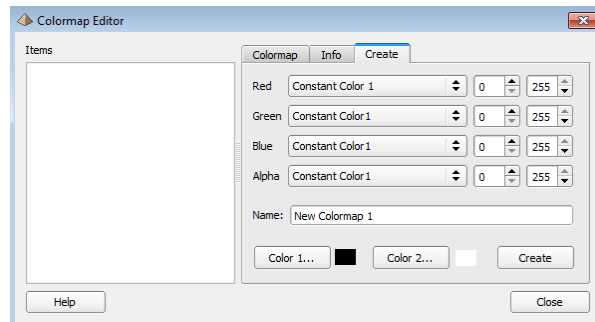 Colormap Editor
Items
Colormap Info Create
Red Constant Color 1 0 255
Green Constant Color1 0 255
Blue Constant Color1 0 255
Alpha Constant Color1 0 255
Name: New Colormap 1
Color 1... Color 2... Create
Help Close